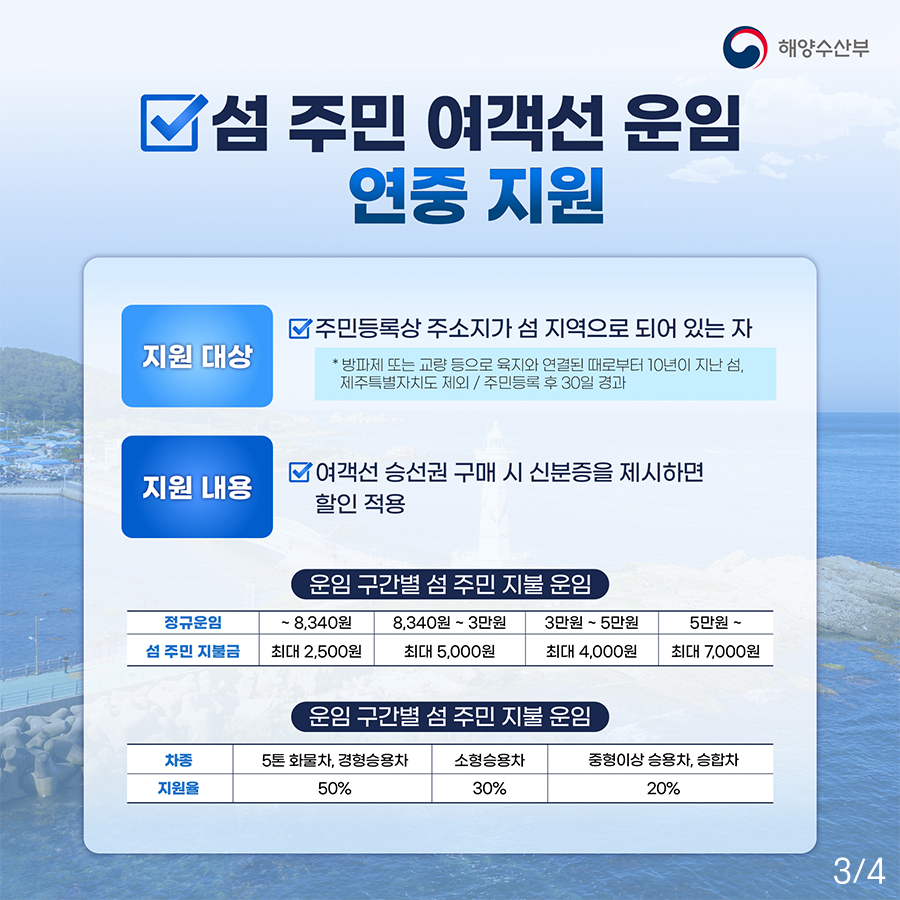 해양수산부
섬 주민 여객선 운임
연중 지원
지원 대상
주민등록상 주소지가 섬 지역으로 되어 있는 자
* 방파제 또는 교량 등으로 육지와 연결된 때로부터 10년이 지난 섬,
제주특별자치도 제외 / 주민등록 후 30일 경과
지원 내용
여객선 승선권 구매 시 신분증을 제시하면
할인 적용
운임 구간별 섬 주민 지불 운임
정규운임 ~ 8,340원 8,340원 ~ 3만원 3만원 ~ 5만원 5만원 ~
섬 주민 지불금 최대 2,500원 최대 5,000원 최대 4,000원 최대 7,000원
운임 구간별 섬 주민 지불 운임
차종 5톤 화물차, 경형승용차 소형승용차 중형이상 승용차, 승합차
지원율 50% 30% 20%
3/4